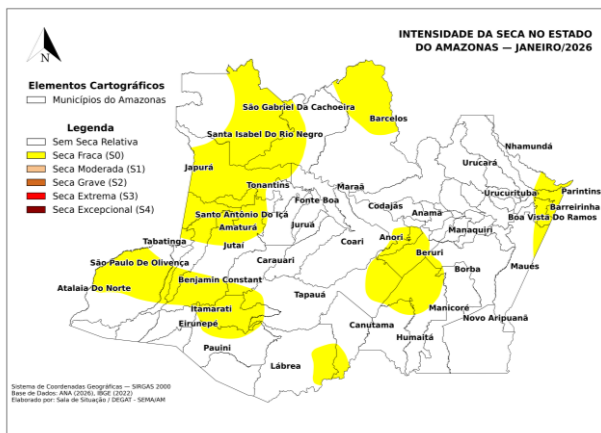 INTENSIDADE DA SECA NO ESTADO
DO AMAZONAS — JANEIRO/2026
N
Elementos Cartográficos
Municípios do Amazonas
Legenda
Sem Seca Relativa
Seca Fraca (S0)
Seca Moderada (S1)
Seca Grave (S2)
Seca Extrema (S3)
Seca Excepcional (S4)
São Gabriel Da Cachoeira
Barcelos
Santa Isabel Do Rio Negro
Nhamundá
Japurá
Urucará
Tonantins
Maraã
Parintins
Urucurituba
Fonte Boa
Codajás
Barreirinha
Santo Antônio Do Içá
Anamã
Boa Vista Do Ramos
Amaturá
Juruá
Manaquiri
Tabatinga
Jutaí
Coari
Anori
Beruri
São Paulo De Olivença
Carauari
Borba
Maués
Benjamin Constant
Atalaia Do Norte
Tapauá
Itamarati
Manicoré
Novo Aripuanã
Eirunepé
Canutama
Humaitá
Pauini
Lábrea
Sistema de Coordenadas Geográficas — SIRGAS 2000
Base de Dados: ANA (2026), IBGE (2022)
Elaborado por: Sala de Situação / DEGAT - SEMA/AM